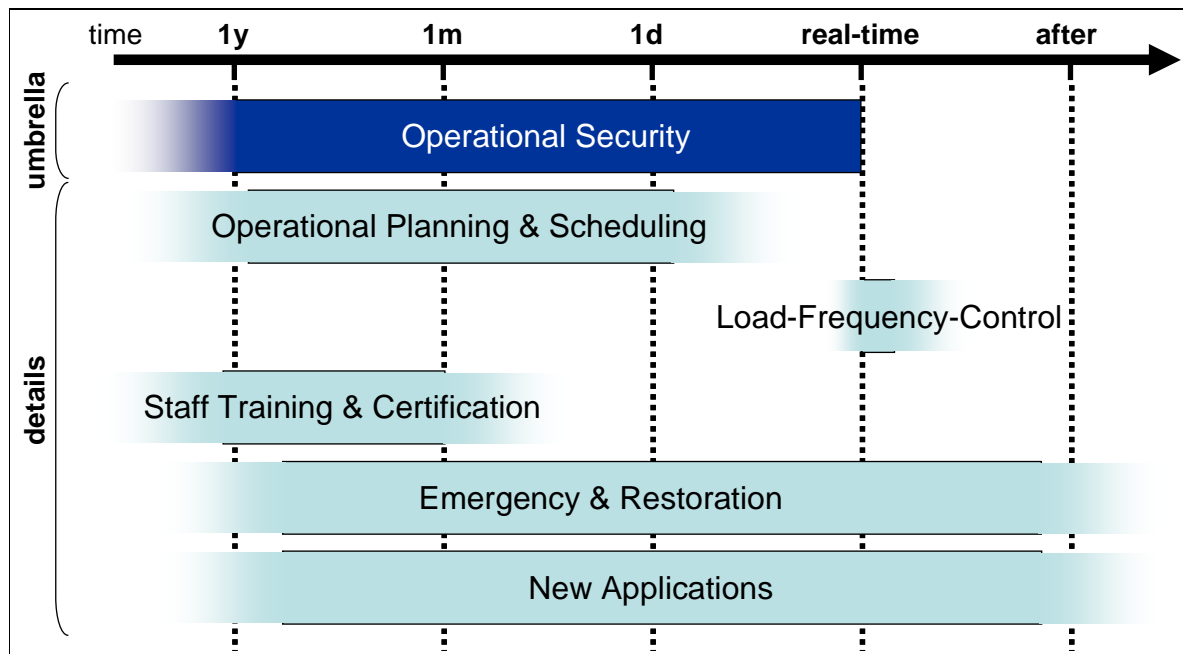 time 1y 1m 1d real-time after
umbrella
Operational Security
details
Operational Planning & Scheduling
Load-Frequency-Control
Staff Training & Certification
Emergency & Restoration
New Applications